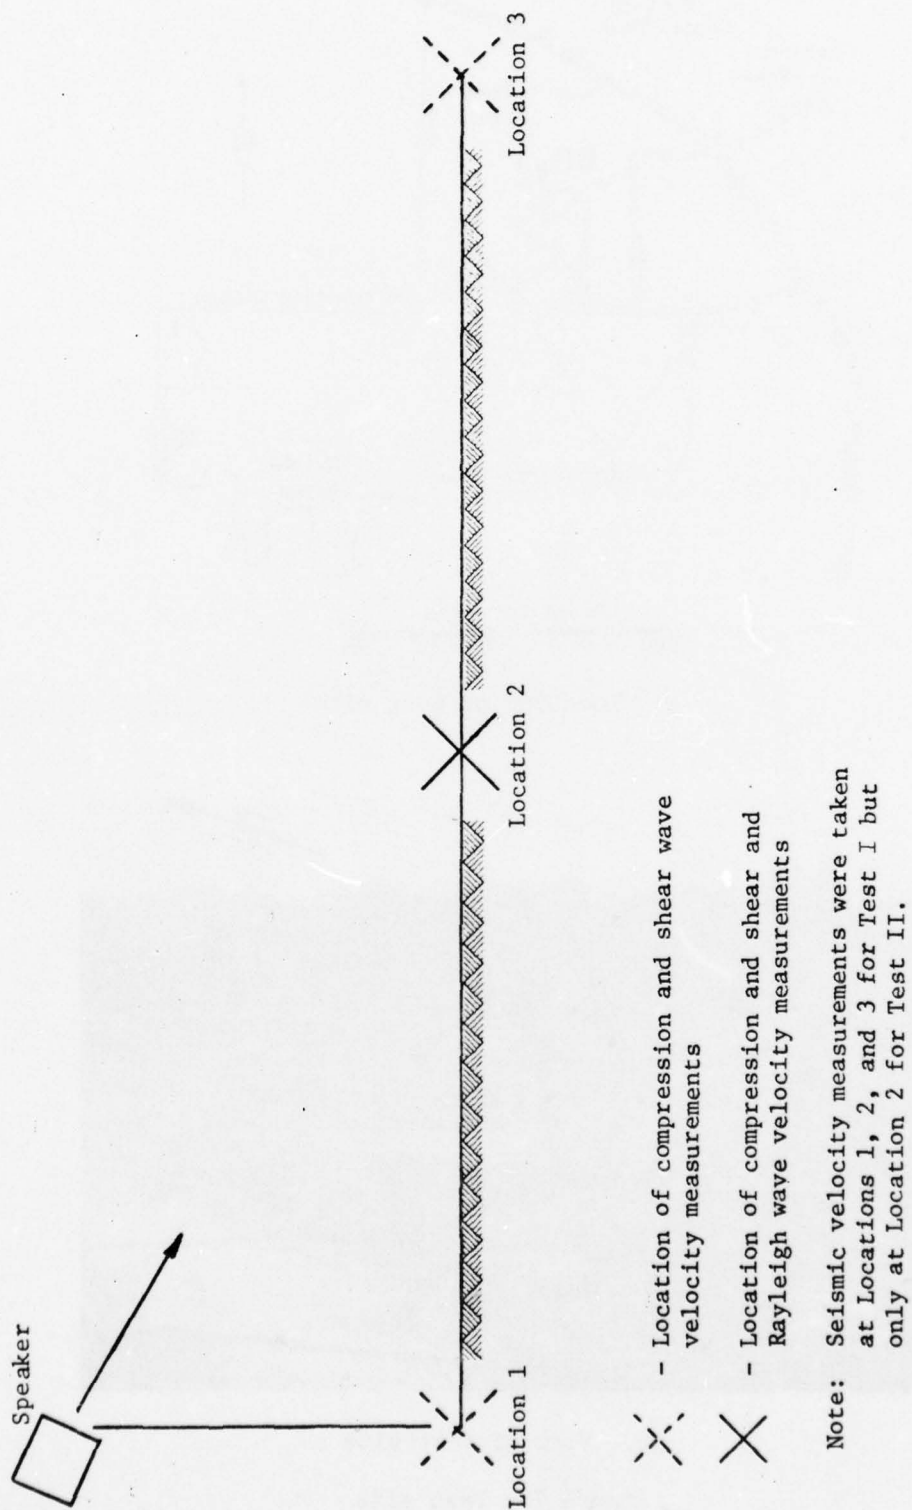 Speaker
Location 1
Location 2
Location 3
- Location of compression and shear wave
velocity measurements
- Location of compression and shear and
Rayleigh wave velocity measurements
Note: Seismic velocity measurements were taken
at Locations 1, 2, and 3 for Test I but
only at Location 2 for Test II.